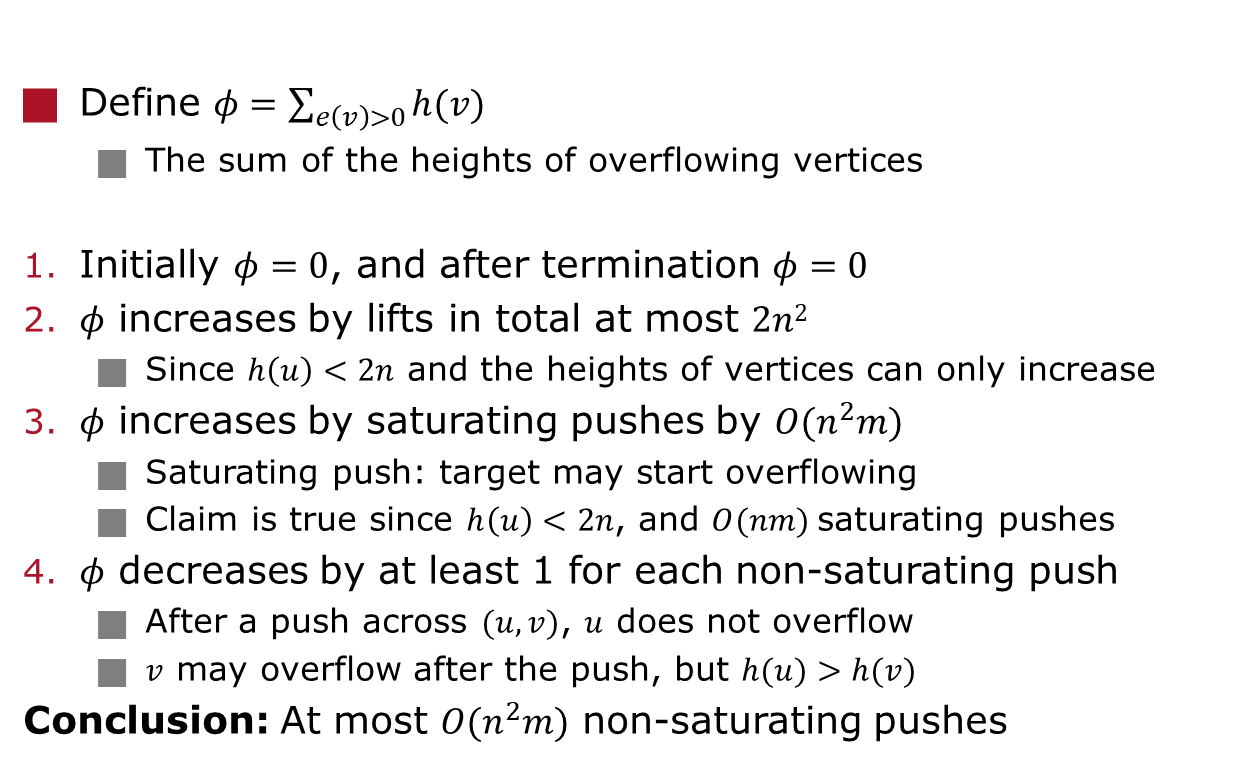 Define ϕ = ∑e(v)>0 h(v)
The sum of the heights of overflowing vertices
1. Initially ϕ = 0, and after termination ϕ = 0
2. ϕ increases by lifts in total at most 2n²
Since h(u) < 2n and the heights of vertices can only increase
3. ϕ increases by saturating pushes by O(n²m)
Saturating push: target may start overflowing
Claim is true since h(u) < 2n, and O(nm) saturating pushes
4. ϕ decreases by at least 1 for each non-saturating push
After a push across (u, v), u does not overflow
v may overflow after the push, but h(u) > h(v)
Conclusion: At most O(n²m) non-saturating pushes